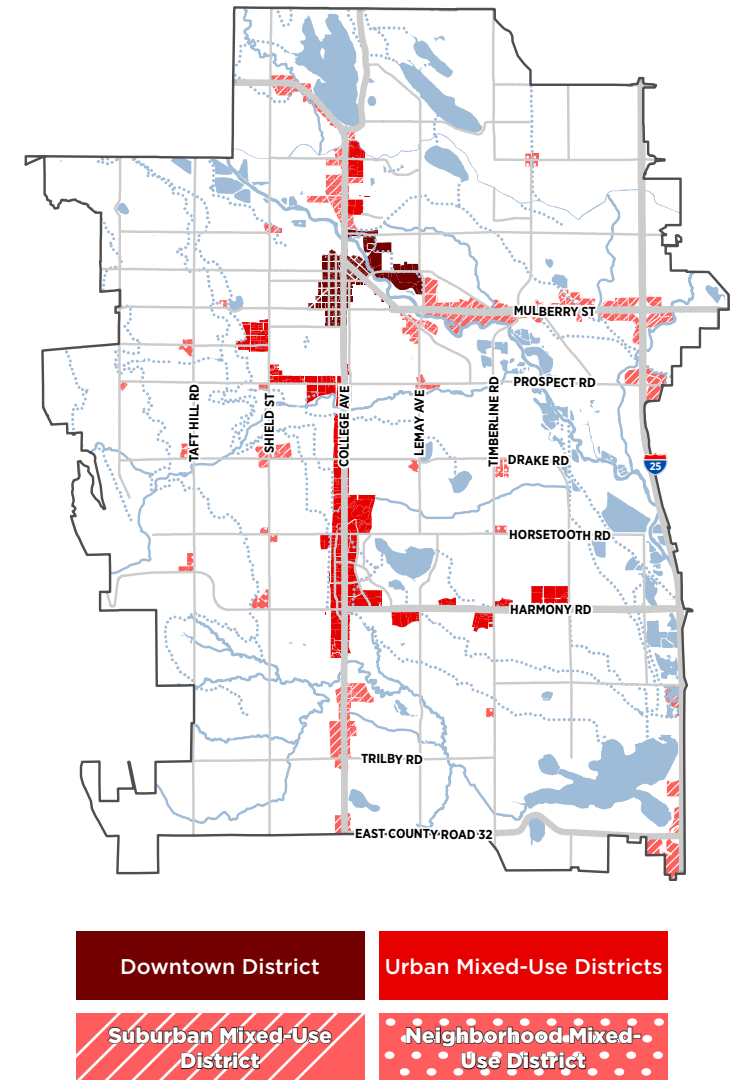 MULBERRY ST
PROSPECT RD
TAFT HILL RD
SHIELD ST
COLLEGE AVE
LEMAY AVE
TIMBERLINE RD
DRAKE RD
25
HORSETOOTH RD
HARMONY RD
TRILBY RD
EAST COUNTY ROAD 32
Downtown District
Urban Mixed-Use Districts
Suburban Mixed-Use
District
Neighborhood Mixed-
Use District